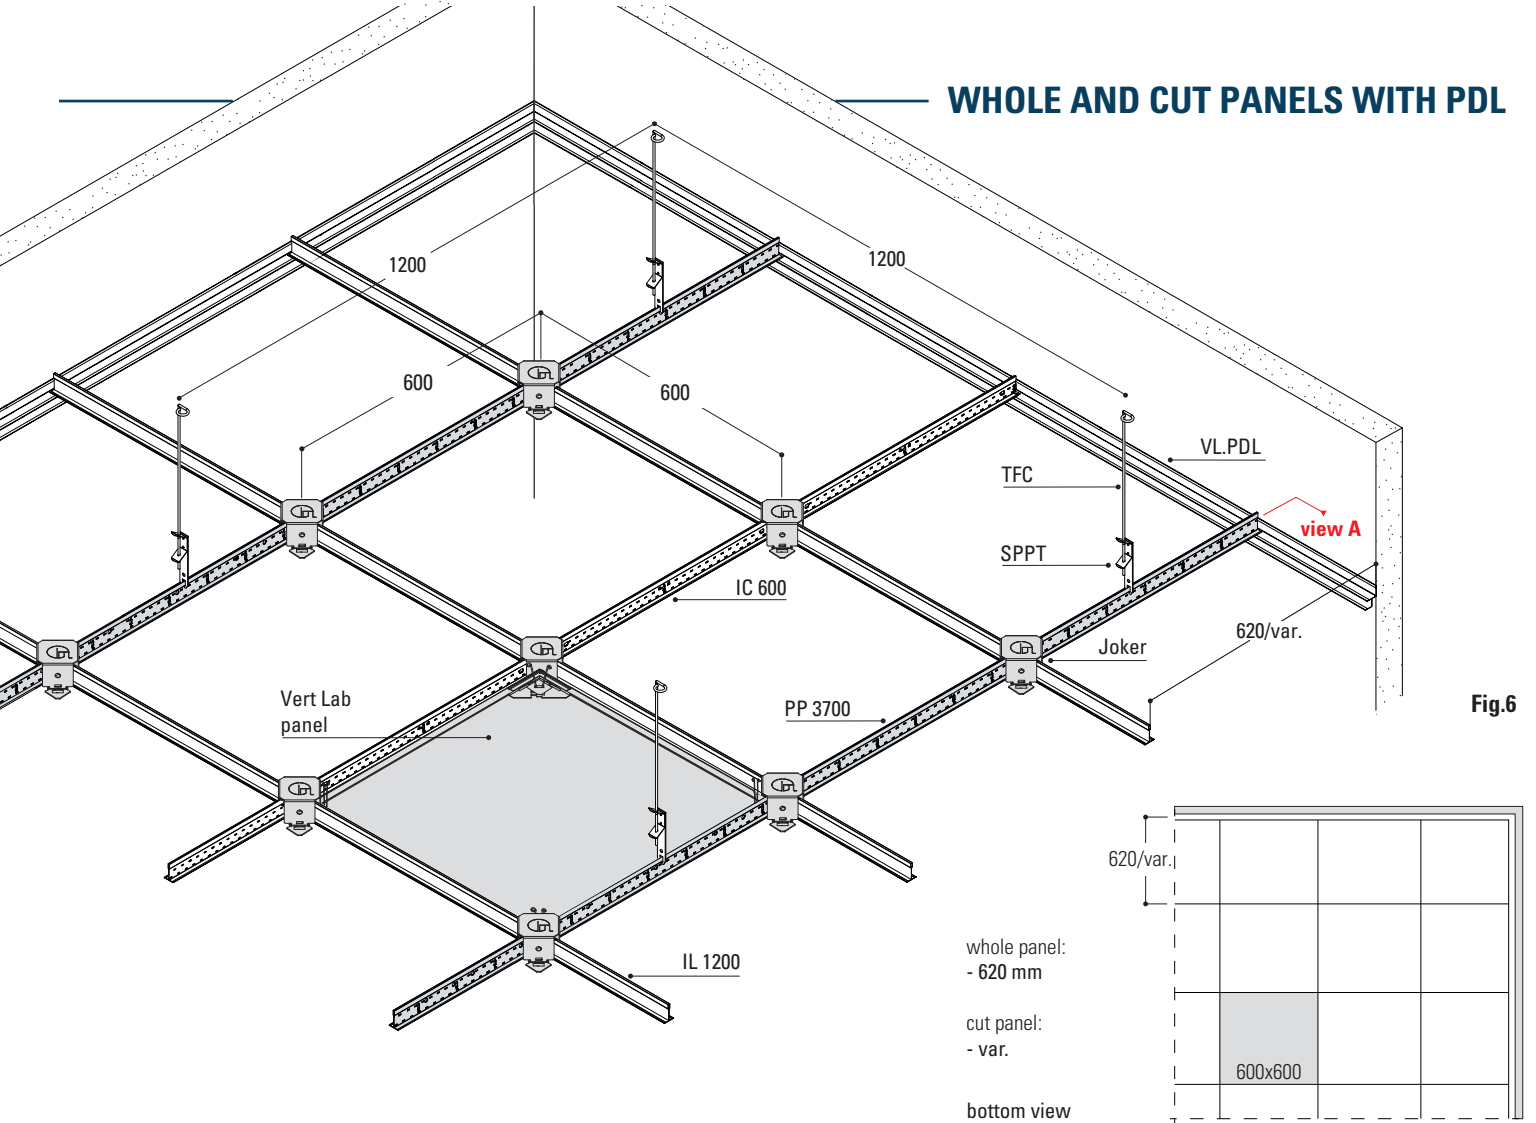 WHOLE AND CUT PANELS WITH PDL
1200
1200
600
600
VL.PDL
TFC
view A
SPPT
IC 600
620/var.
Joker
Vert Lab
panel
PP 3700
Fig.6
IL 1200
620/var.
whole panel:
- 620 mm
cut panel:
- var.
600x600
bottom view